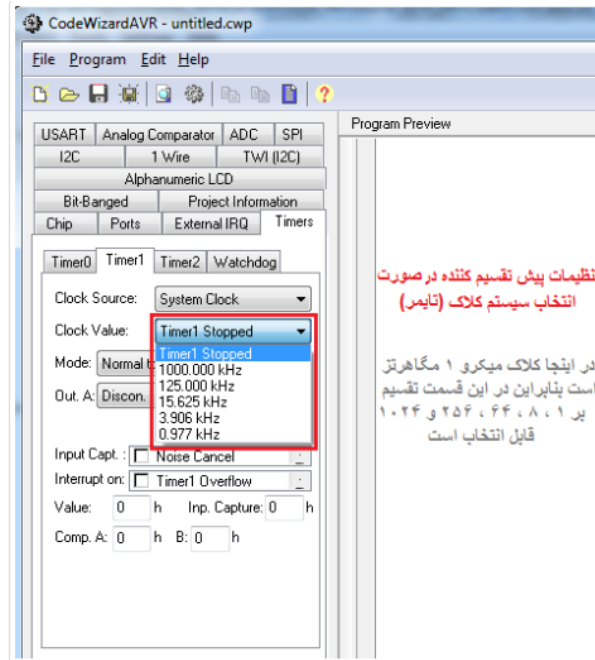 CodeWizardAVR - untitled.cwp
File Program Edit Help
USART Analog Comparator ADC SPI
I2C 1 Wire TWI (I2C)
Alphanumeric LCD
Bit-Banged Project Information
Chip Ports External IRQ Timers
Timer0 Timer1 Timer2 Watchdog
Clock Source: System Clock
Clock Value: Timer1 Stopped
Timer1 Stopped
1000.000 kHz
125.000 kHz
15.625 kHz
3.906 kHz
0.977 kHz
Mode: Normal
Out. A: Discon.
Input Capt. : Noise Cancel
Interrupt on: Timer1 Overflow
Value: 0 h Inp. Capture: 0 h
Comp. A: 0 h B: 0 h
Program Preview
تنظیمات پیش تقسیم کننده در صورت
انتخاب سیستم کلاک (تایمر)
در اینجا کلاک میکرو ۱ مگاهرتز
است بنابراین در این قسمت تقسیم
بر ۱ ، ۸ ، ۶۴ ، ۲۵۶ و ۱۰۲۴
قابل انتخاب است